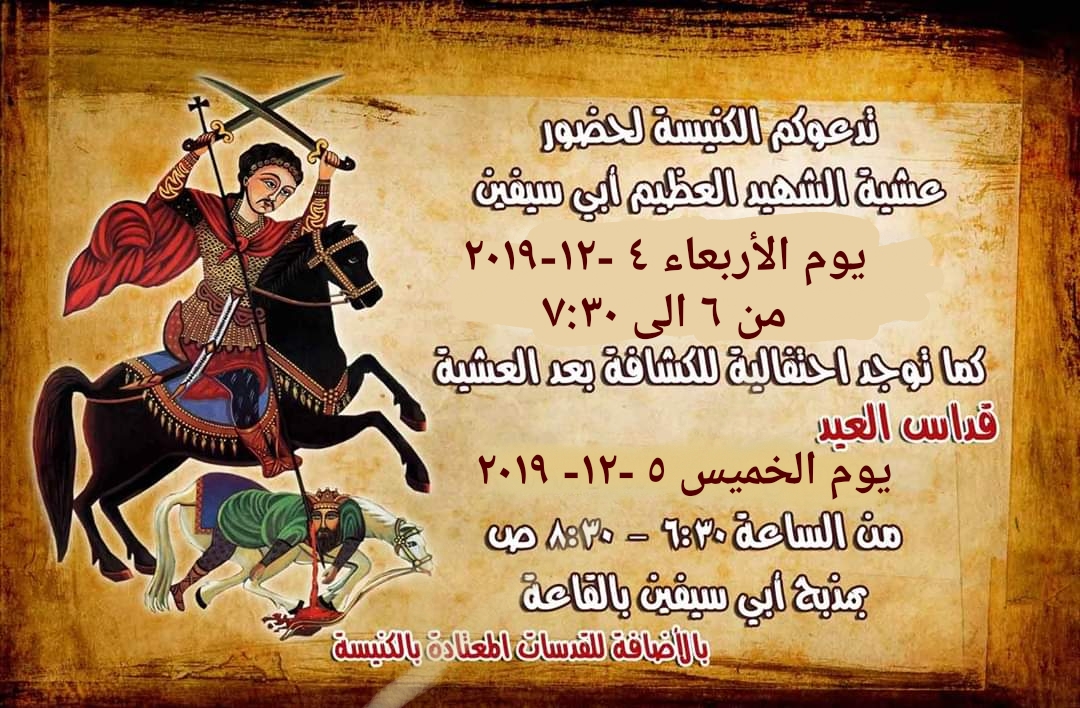 تدعوكم الكنيسة لحضور
عشية الشهيد العظيم أبي سيفين
يوم الأربعاء ٤ -١٢-٢٠١٩
من ٦ الى ٧:٣٠
كما توجد احتفالية للكشافة بعد العشية
قداس العيد
يوم الخميس ٥ -١٢- ٢٠١٩
من الساعة ٦:٣٠ - ٨:٣٠ ص
بمذبح أبي سيفين بالقاعة
بالأضافة للقدسات المعتادة بالكنيسة